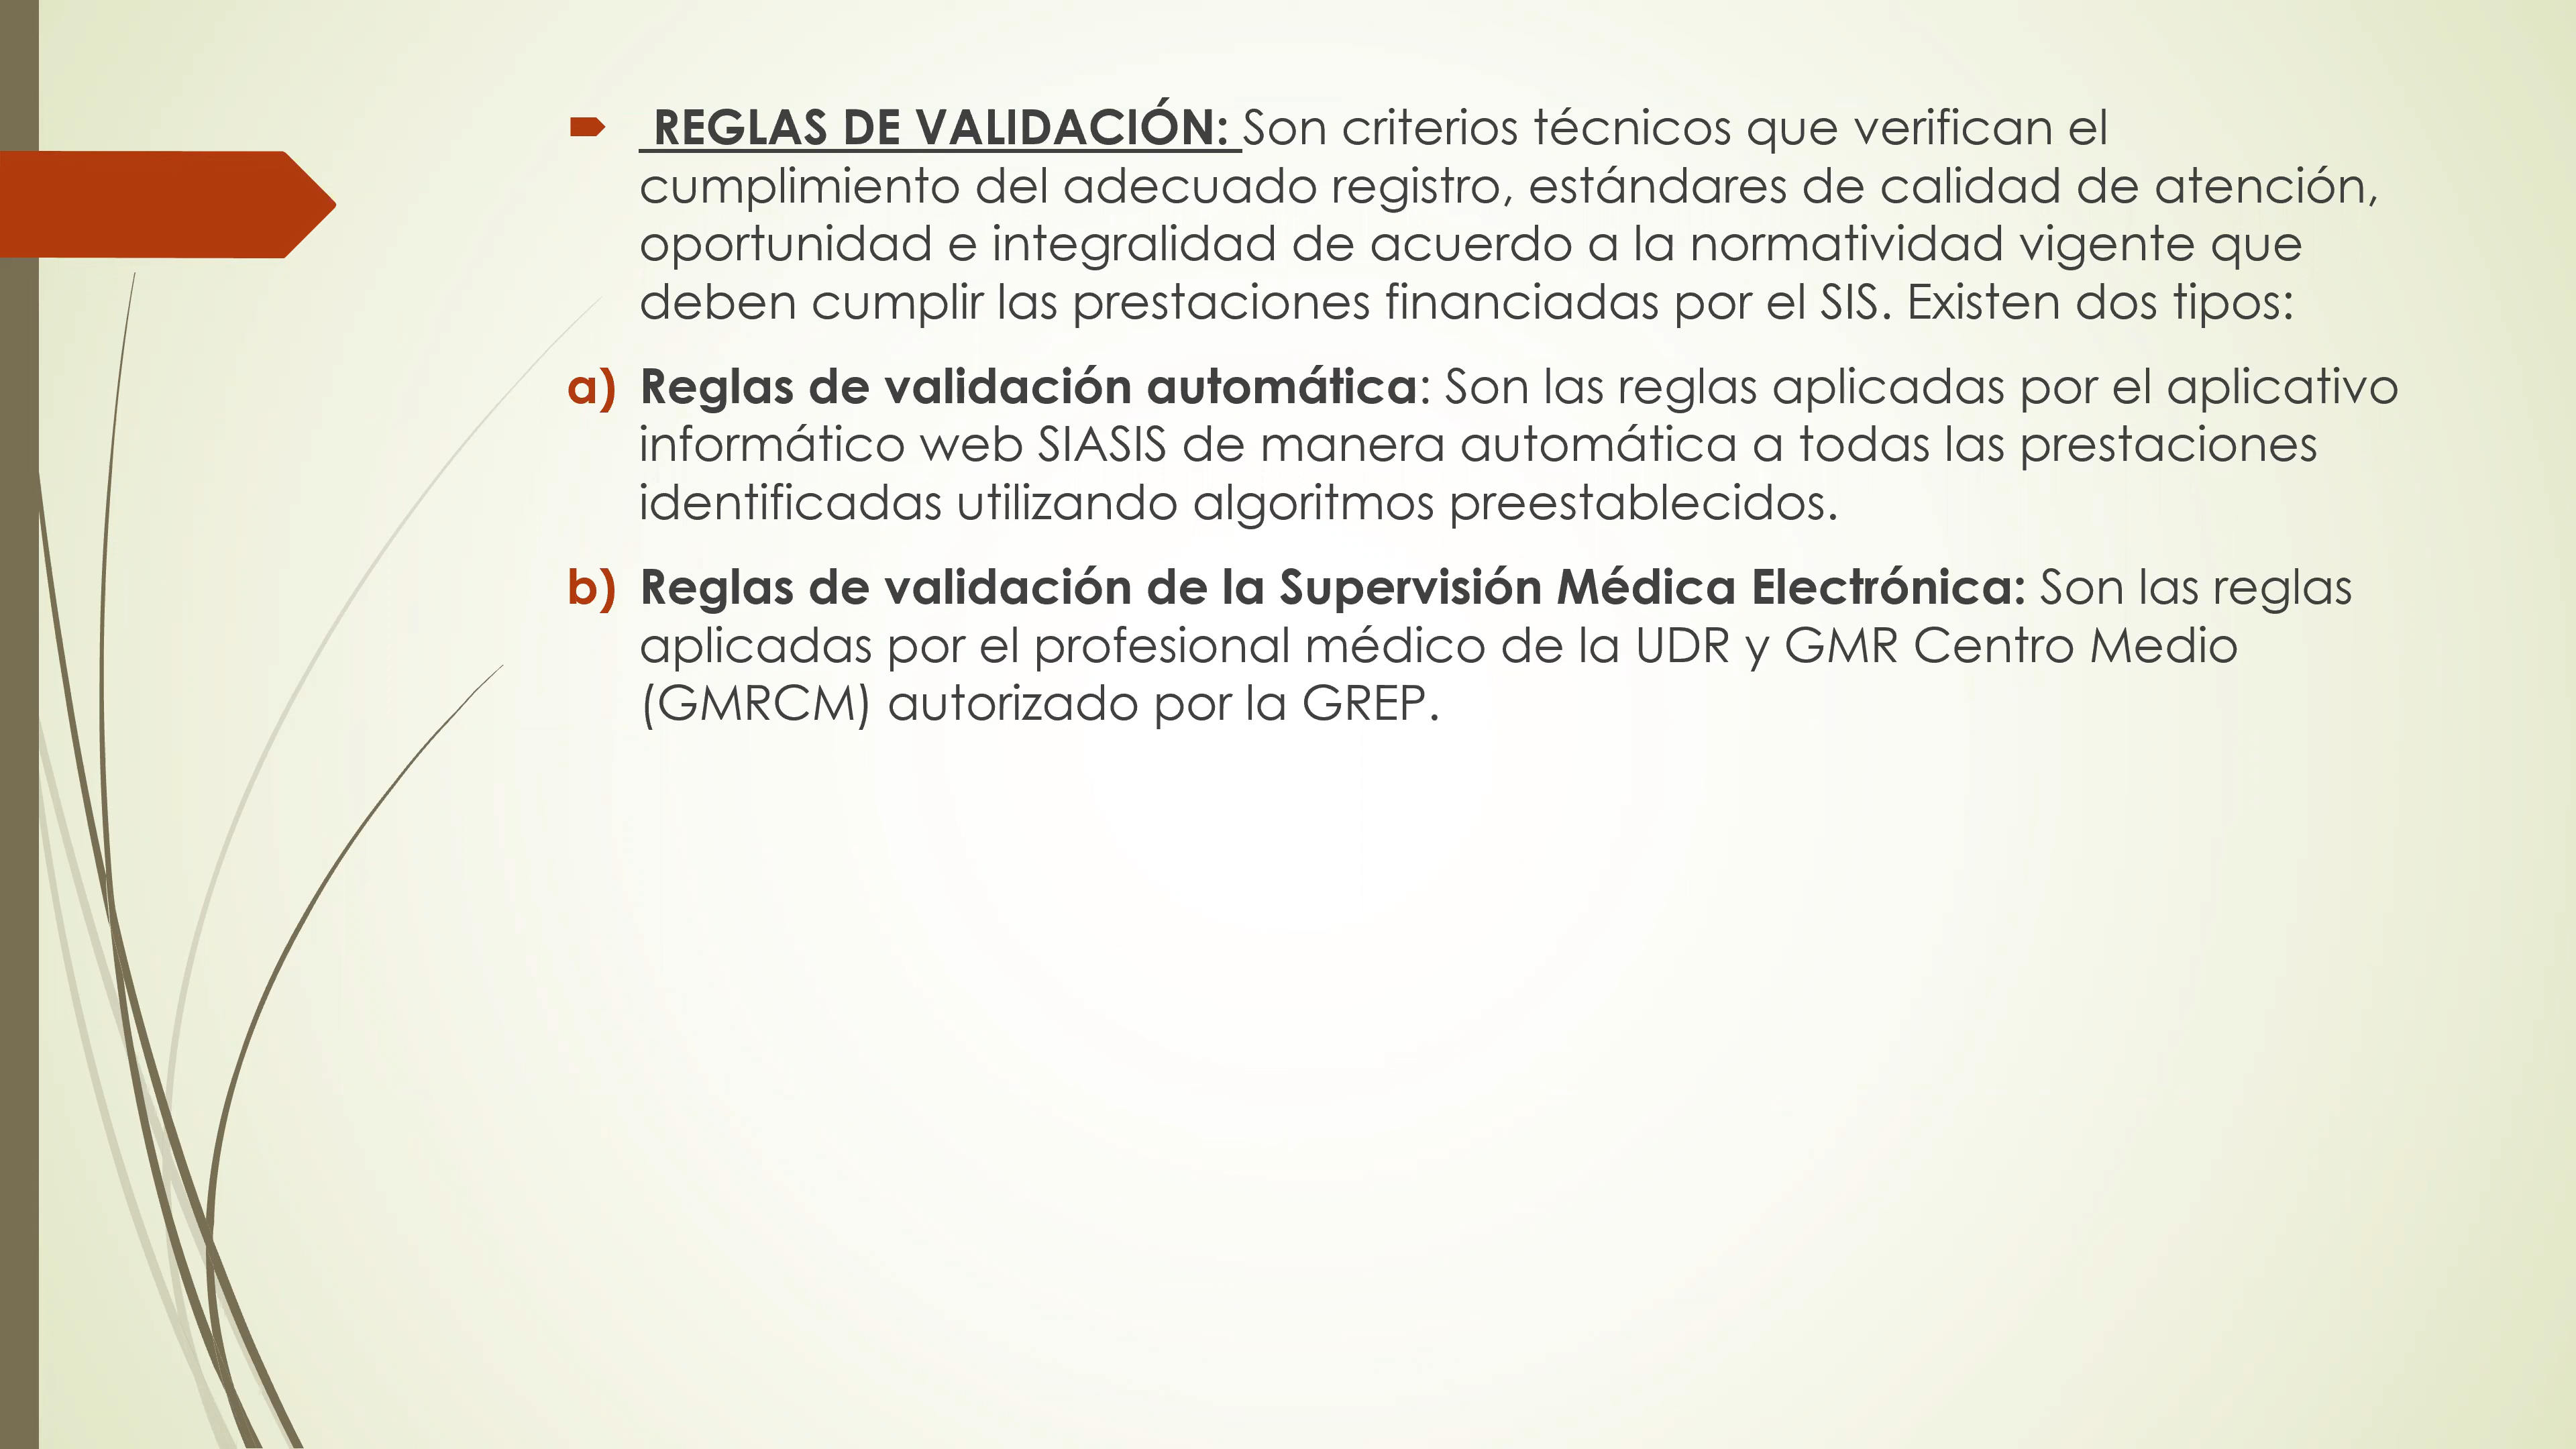 REGLAS DE VALIDACIÓN: Son criterios técnicos que verifican el
cumplimiento del adecuado registro, estándares de calidad de atención,
oportunidad e integralidad de acuerdo a la normatividad vigente que
deben cumplir las prestaciones financiadas por el SIS. Existen dos tipos:
a) Reglas de validación automática: Son las reglas aplicadas por el aplicativo
informático web SIASIS de manera automática a todas las prestaciones
identificadas utilizando algoritmos preestablecidos.
b) Reglas de validación de la Supervisión Médica Electrónica: Son las reglas
aplicadas por el profesional médico de la UDR y GMR Centro Medio
(GMRCM) autorizado por la GREP.